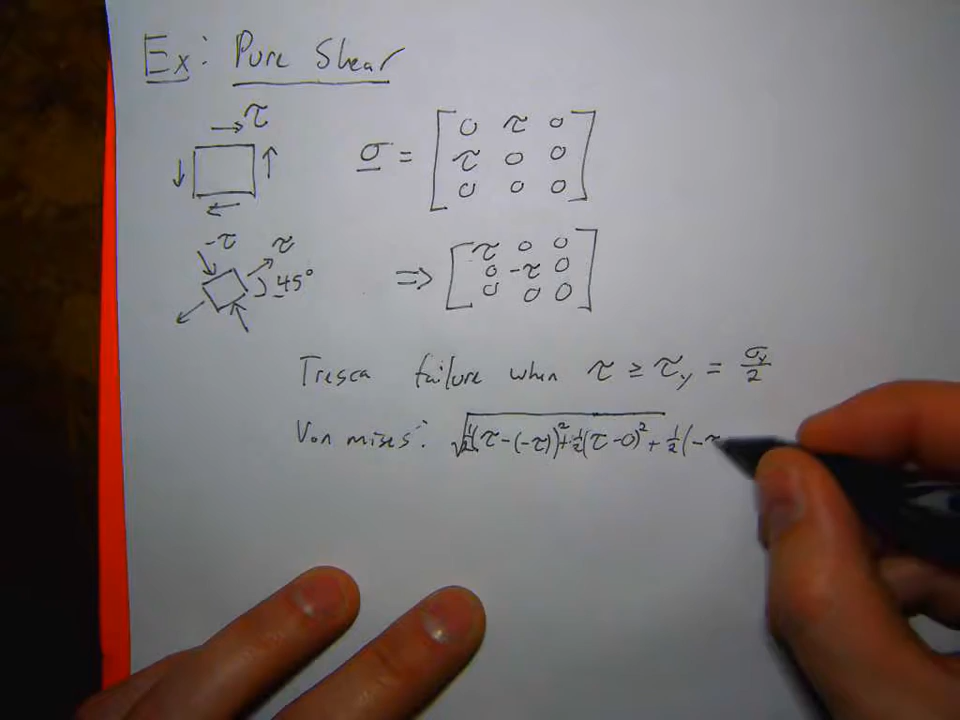 Ex: Pure Shear
τ
σ = [0 τ 0
τ 0 0
0 0 0]
-τ τ
45°
⇒ [τ 0 0
0 -τ 0
0 0 0]
Tresca failure when τ ≥ τy = σy/2
Von mises: √(1/2(τ-(-τ))² + 1/2(τ-0)² + 1/2(-τ